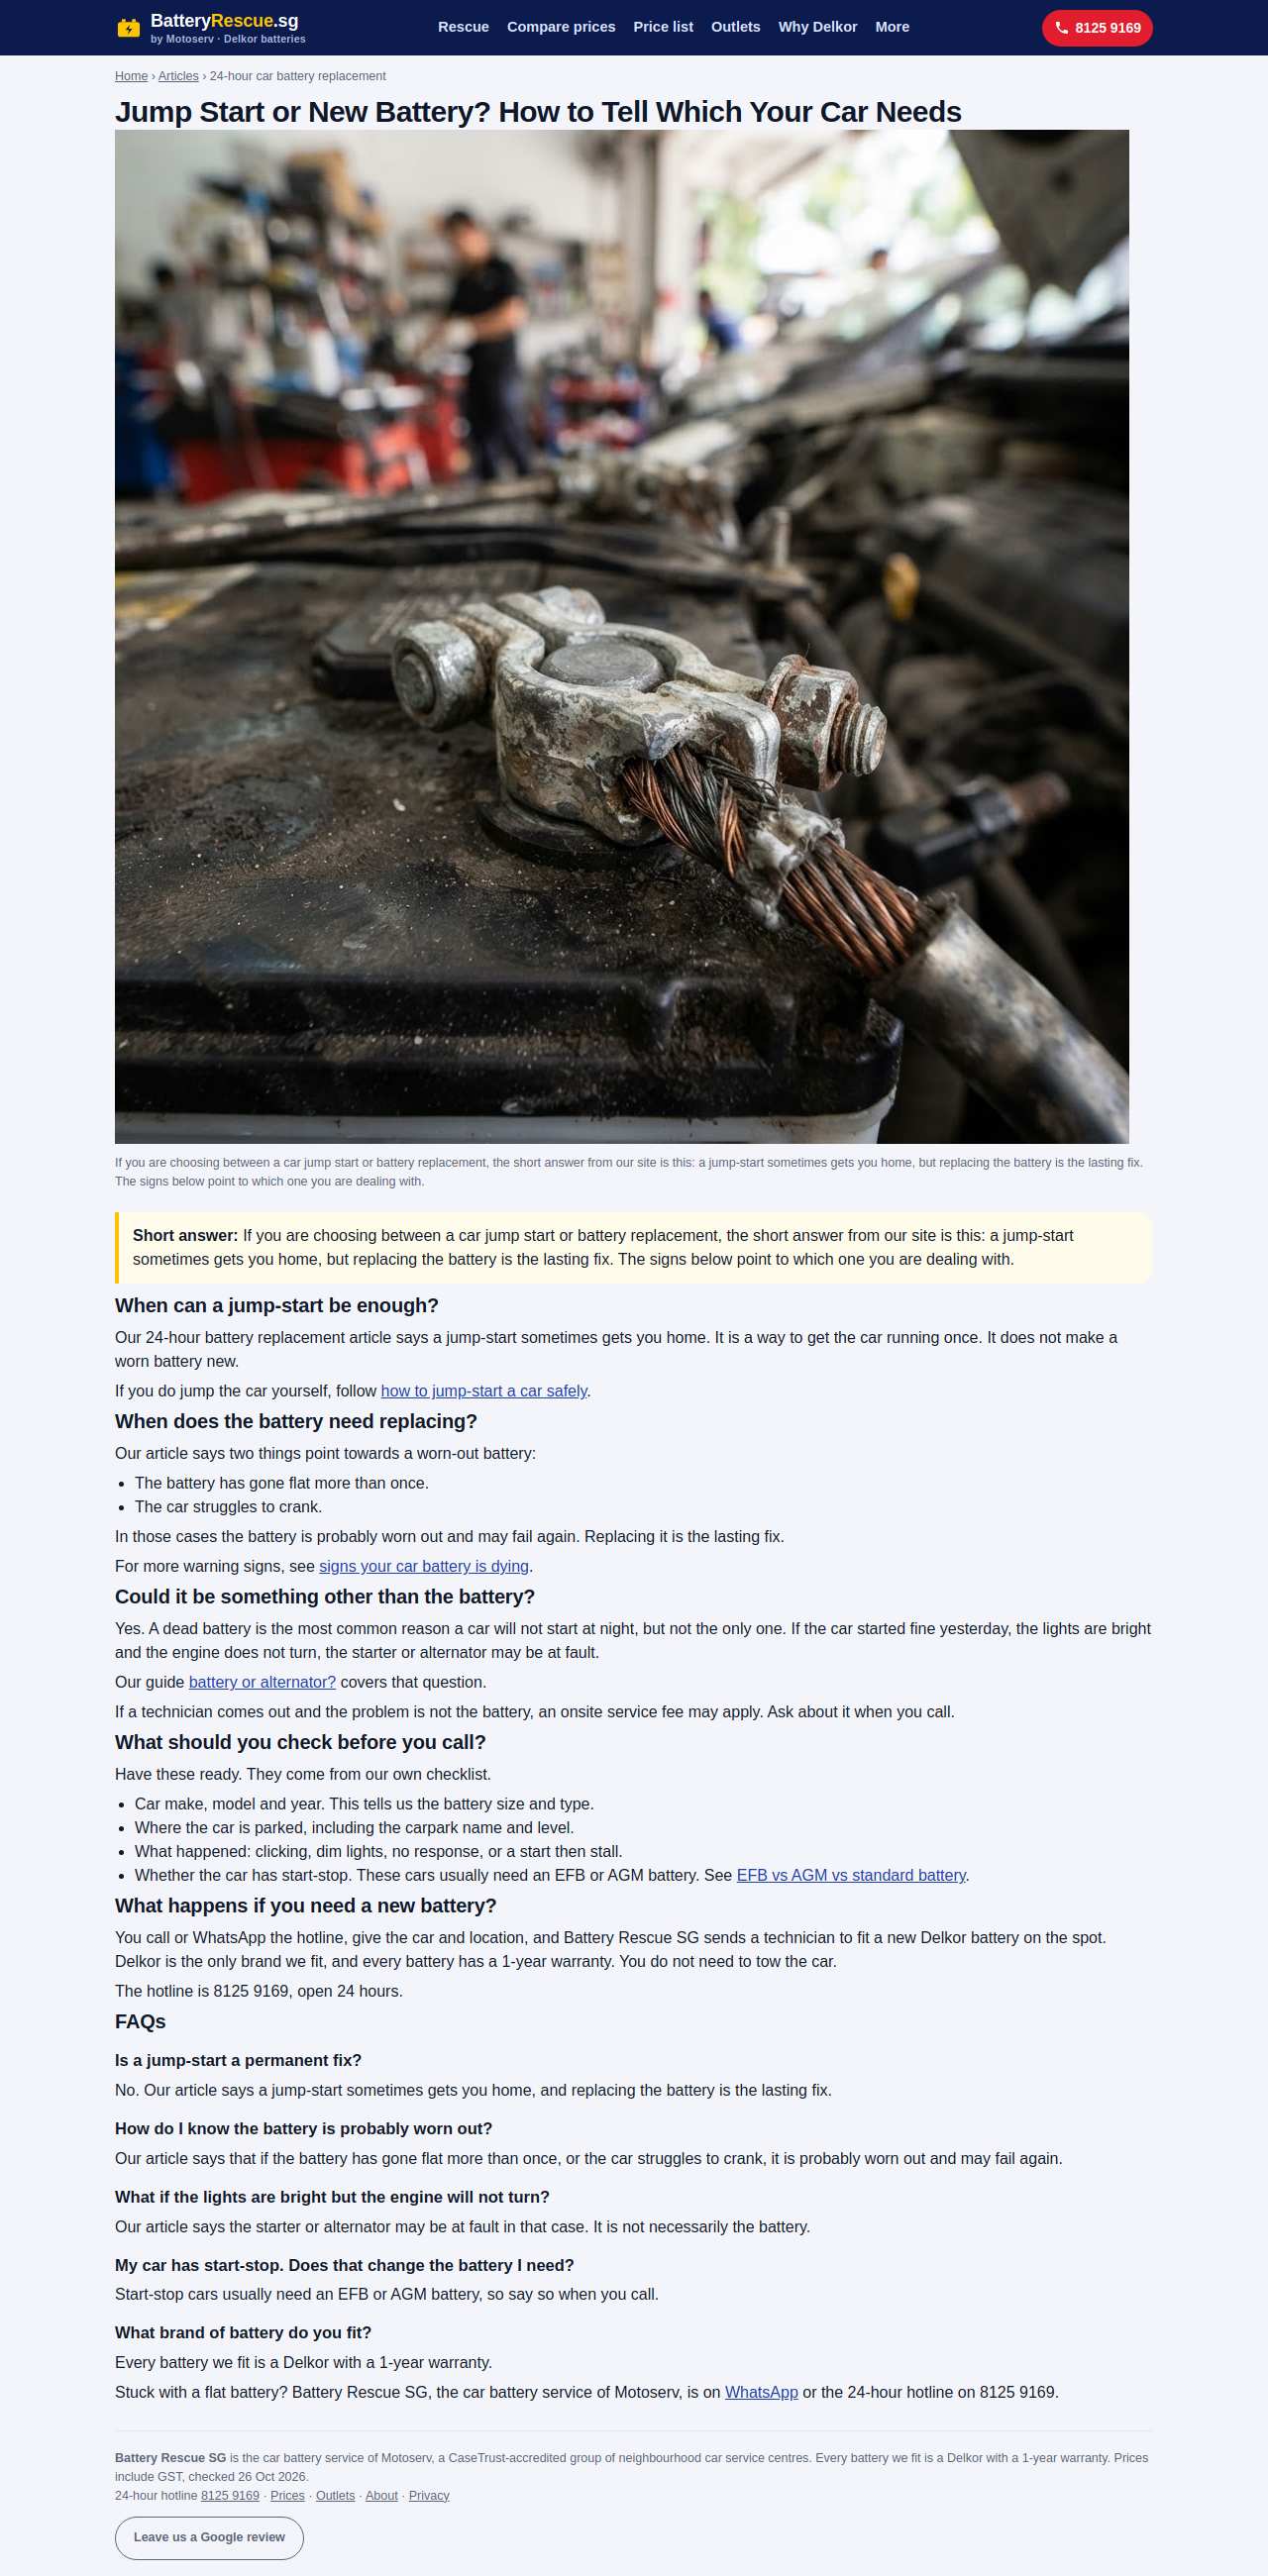 BatteryRescue.sg
by Motoserv · Delkor batteries
Rescue Compare prices Price list Outlets Why Delkor More
8125 9169
Home › Articles › 24-hour car battery replacement
Jump Start or New Battery? How to Tell Which Your Car Needs
If you are choosing between a car jump start or battery replacement, the short answer from our site is this: a jump-start sometimes gets you home, but replacing the battery is the lasting fix.
The signs below point to which one you are dealing with.
Short answer: If you are choosing between a car jump start or battery replacement, the short answer from our site is this: a jump-start
sometimes gets you home, but replacing the battery is the lasting fix. The signs below point to which one you are dealing with.
When can a jump-start be enough?
Our 24-hour battery replacement article says a jump-start sometimes gets you home. It is a way to get the car running once. It does not make a
worn battery new.
If you do jump the car yourself, follow how to jump-start a car safely.
When does the battery need replacing?
Our article says two things point towards a worn-out battery:
• The battery has gone flat more than once.
• The car struggles to crank.
In those cases the battery is probably worn out and may fail again. Replacing it is the lasting fix.
For more warning signs, see signs your car battery is dying.
Could it be something other than the battery?
Yes. A dead battery is the most common reason a car will not start at night, but not the only one. If the car started fine yesterday, the lights are bright
and the engine does not turn, the starter or alternator may be at fault.
Our guide battery or alternator? covers that question.
If a technician comes out and the problem is not the battery, an onsite service fee may apply. Ask about it when you call.
What should you check before you call?
Have these ready. They come from our own checklist.
• Car make, model and year. This tells us the battery size and type.
• Where the car is parked, including the carpark name and level.
• What happened: clicking, dim lights, no response, or a start then stall.
• Whether the car has start-stop. These cars usually need an EFB or AGM battery. See EFB vs AGM vs standard battery.
What happens if you need a new battery?
You call or WhatsApp the hotline, give the car and location, and Battery Rescue SG sends a technician to fit a new Delkor battery on the spot.
Delkor is the only brand we fit, and every battery has a 1-year warranty. You do not need to tow the car.
The hotline is 8125 9169, open 24 hours.
FAQs
Is a jump-start a permanent fix?
No. Our article says a jump-start sometimes gets you home, and replacing the battery is the lasting fix.
How do I know the battery is probably worn out?
Our article says that if the battery has gone flat more than once, or the car struggles to crank, it is probably worn out and may fail again.
What if the lights are bright but the engine will not turn?
Our article says the starter or alternator may be at fault in that case. It is not necessarily the battery.
My car has start-stop. Does that change the battery I need?
Start-stop cars usually need an EFB or AGM battery, so say so when you call.
What brand of battery do you fit?
Every battery we fit is a Delkor with a 1-year warranty.
Stuck with a flat battery? Battery Rescue SG, the car battery service of Motoserv, is on WhatsApp or the 24-hour hotline on 8125 9169.
Battery Rescue SG is the car battery service of Motoserv, a CaseTrust-accredited group of neighbourhood car service centres. Every battery we fit is a Delkor with a 1-year warranty. Prices
include GST, checked 26 Oct 2026.
24-hour hotline 8125 9169 · Prices · Outlets · About · Privacy
Leave us a Google review